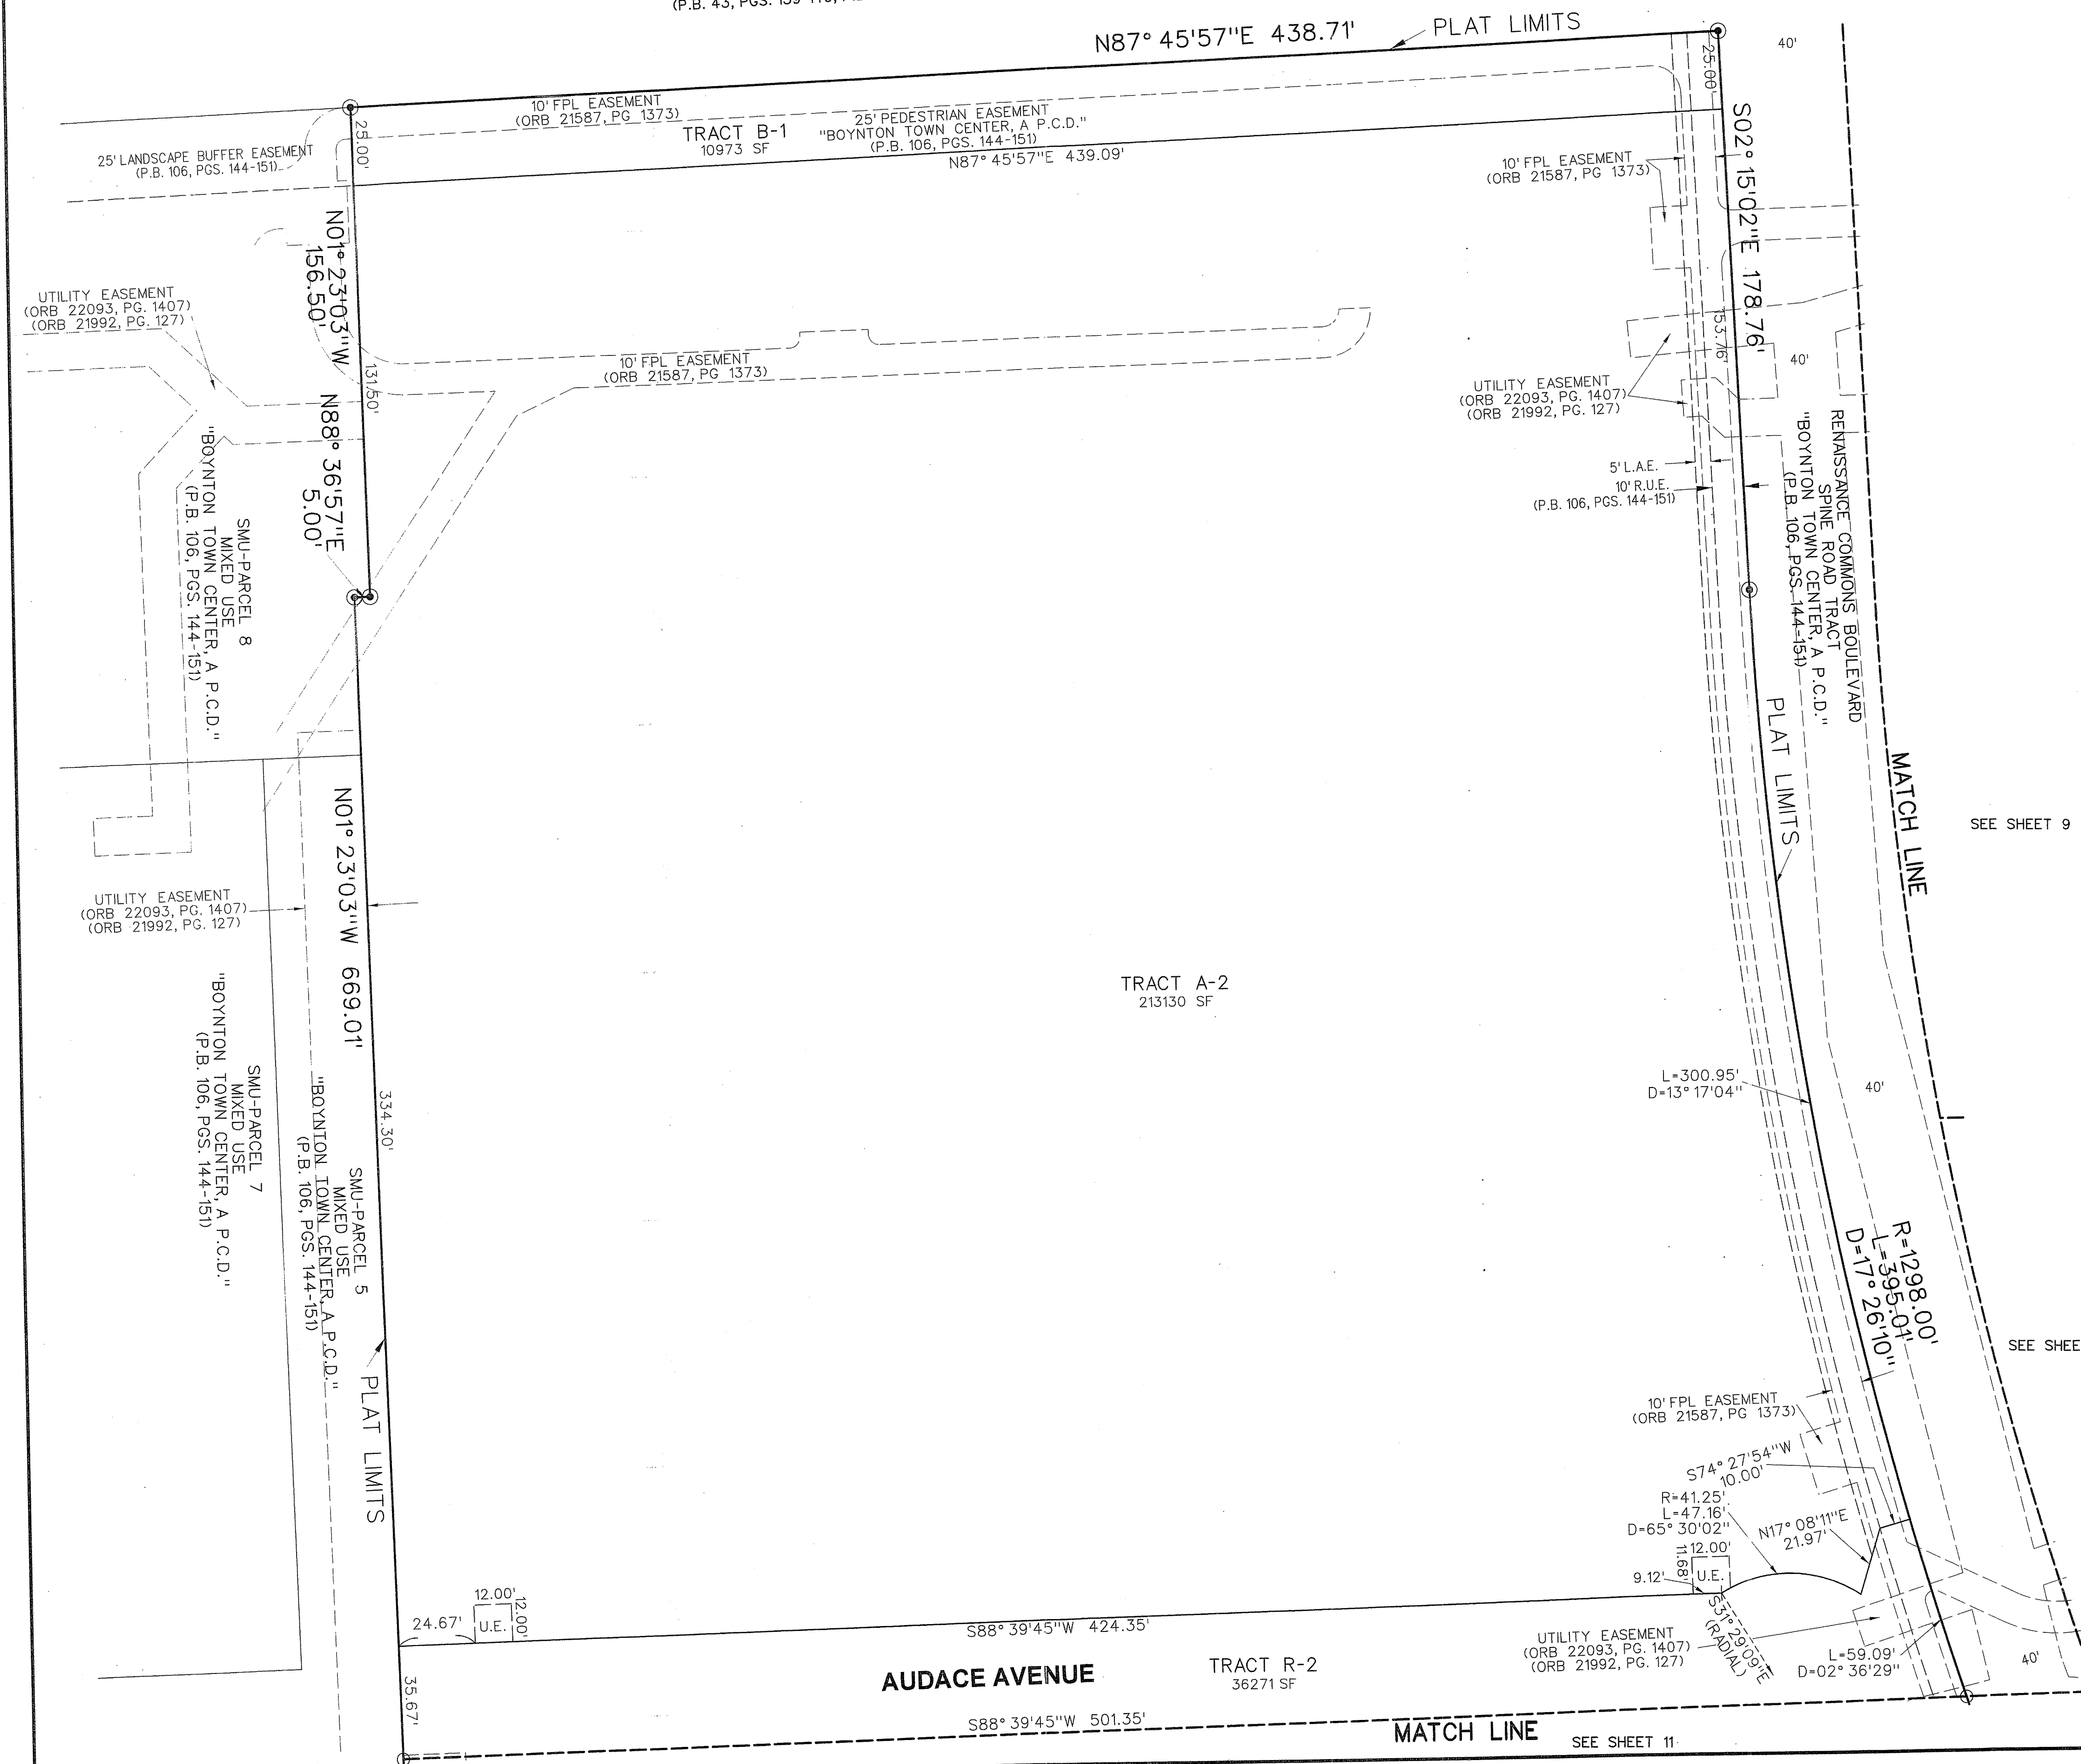 N87° 45'57"E 438.71'
PLAT LIMITS
40'
25.00'
10' FPL EASEMENT
(ORB 21587, PG 1373)
TRACT B-1
10973 SF
25' PEDESTRIAN EASEMENT
"BOYNTON TOWN CENTER, A P.C.D."
(P.B. 106, PGS. 144-151)
N87° 45'57"E 439.09'
25.00'
25' LANDSCAPE BUFFER EASEMENT
(P.B. 106, PGS. 144-151)
10' FPL EASEMENT
(ORB 21587, PG 1373)
S02° 15'02"E 178.76'
153.76'
N01° 23'03"W
156.50'
131.50'
UTILITY EASEMENT
(ORB 22093, PG. 1407)
(ORB 21992, PG. 127)
10' FPL EASEMENT
(ORB 21587, PG 1373)
40'
UTILITY EASEMENT
(ORB 22093, PG. 1407)
(ORB 21992, PG. 127)
N88° 36'57"E
5.00'
5' L.A.E.
10' R.U.E.
(P.B. 106, PGS. 144-151)
RENAISSANCE COMMONS BOULEVARD
SPINE ROAD TRACT
"BOYNTON TOWN CENTER, A P.C.D."
(P.B. 106, PGS. 144-151)
SMU-PARCEL 8
MIXED USE
"BOYNTON TOWN CENTER, A P.C.D."
(P.B. 106, PGS. 144-151)
PLAT LIMITS
MATCH LINE
SEE SHEET 9
N01° 23'03"W 669.01'
UTILITY EASEMENT
(ORB 22093, PG. 1407)
(ORB 21992, PG. 127)
TRACT A-2
213130 SF
SMU-PARCEL 7
MIXED USE
"BOYNTON TOWN CENTER, A P.C.D."
(P.B. 106, PGS. 144-151)
334.30'
SMU-PARCEL 5
MIXED USE
"BOYNTON TOWN CENTER, A P.C.D."
(P.B. 106, PGS. 144-151)
L=300.95'
D=13° 17'04"
40'
R=1298.00'
L=395.01'
D=17° 26'10"
SEE SHEE
PLAT LIMITS
10' FPL EASEMENT
(ORB 21587, PG 1373)
S74° 27'54"W
10.00'
R=41.25'
L=47.16'
D=65° 30'02"
N17° 08'11"E
21.97'
12.00'
11.68'
U.E.
9.12'
S31° 29'09"E
(RADIAL)
12.00'
12.00'
24.67'
U.E.
S88° 39'45"W 424.35'
UTILITY EASEMENT
(ORB 22093, PG. 1407)
(ORB 21992, PG. 127)
L=59.09'
D=02° 36'29"
40'
35.67'
AUDACE AVENUE
TRACT R-2
36271 SF
S88° 39'45"W 501.35'
MATCH LINE
SEE SHEET 11